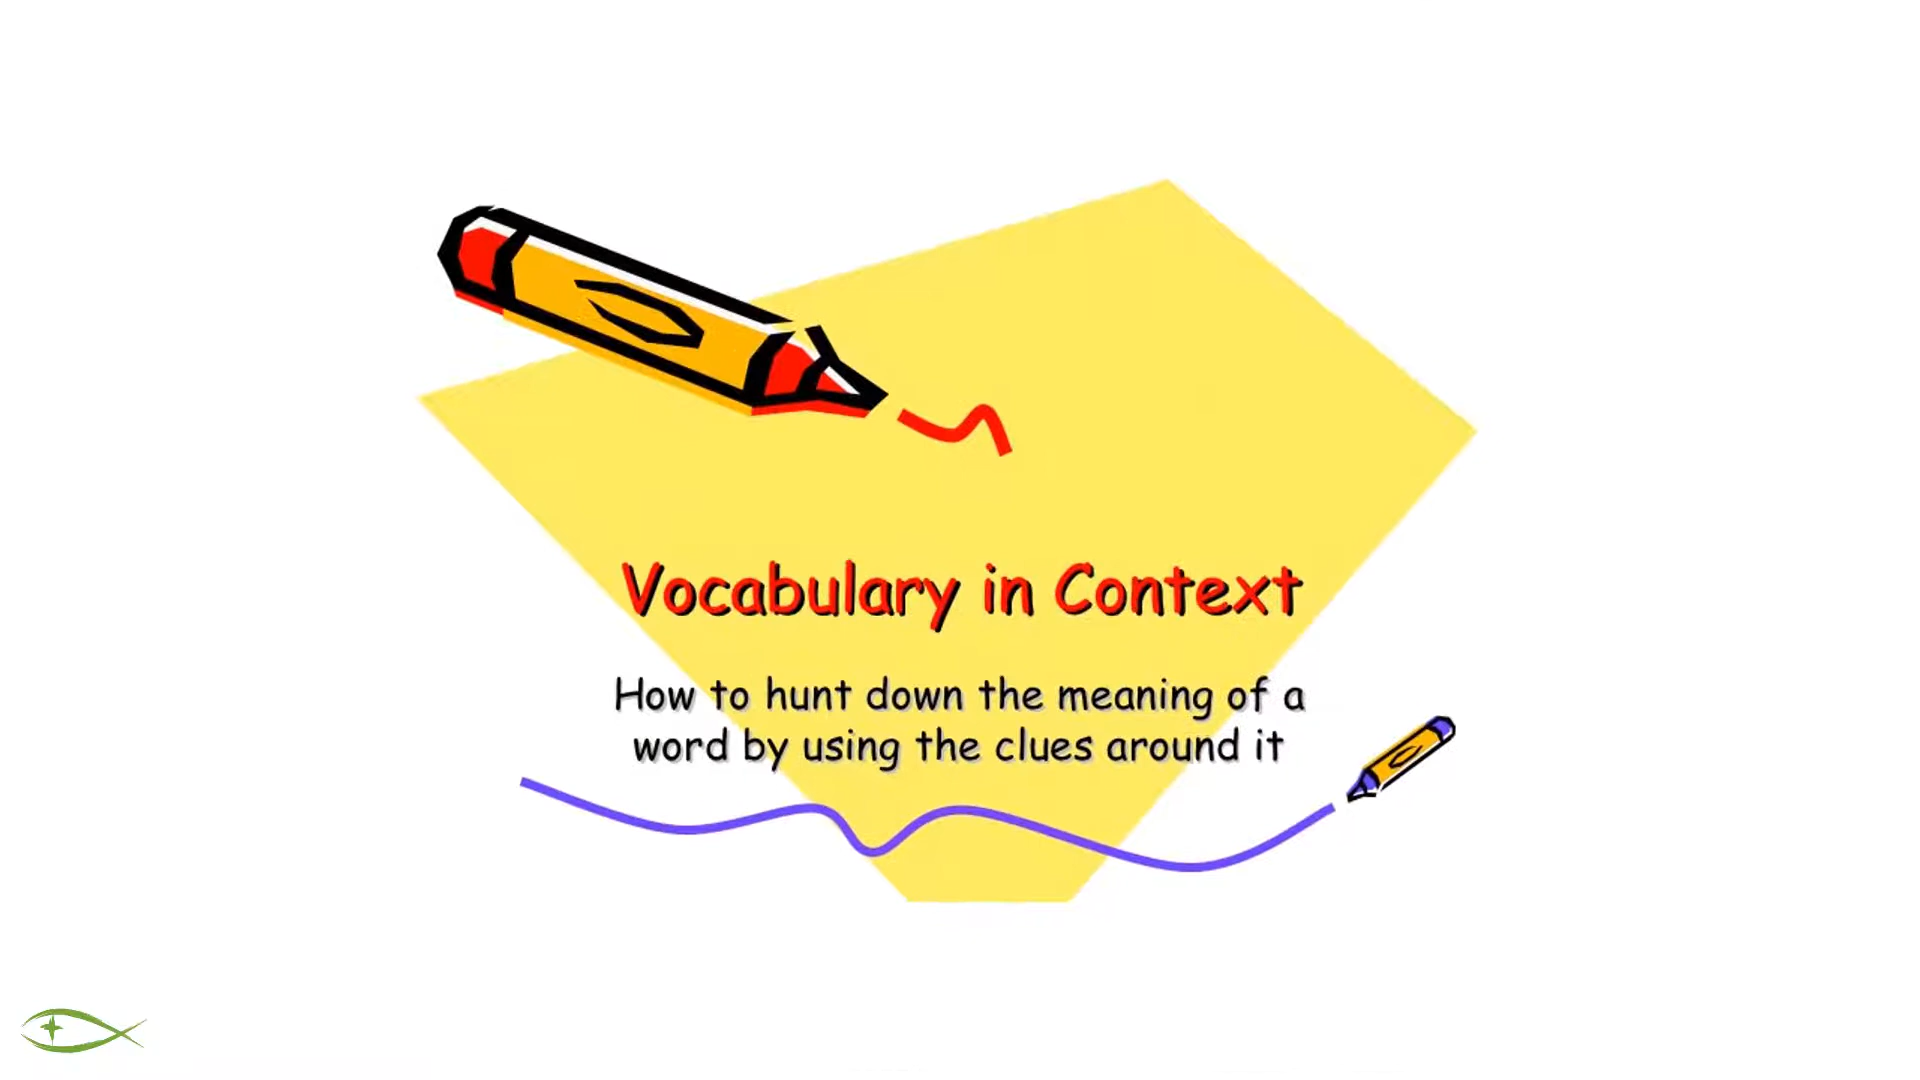 Vocabulary in Context
How to hunt down the meaning of a
word by using the clues around it